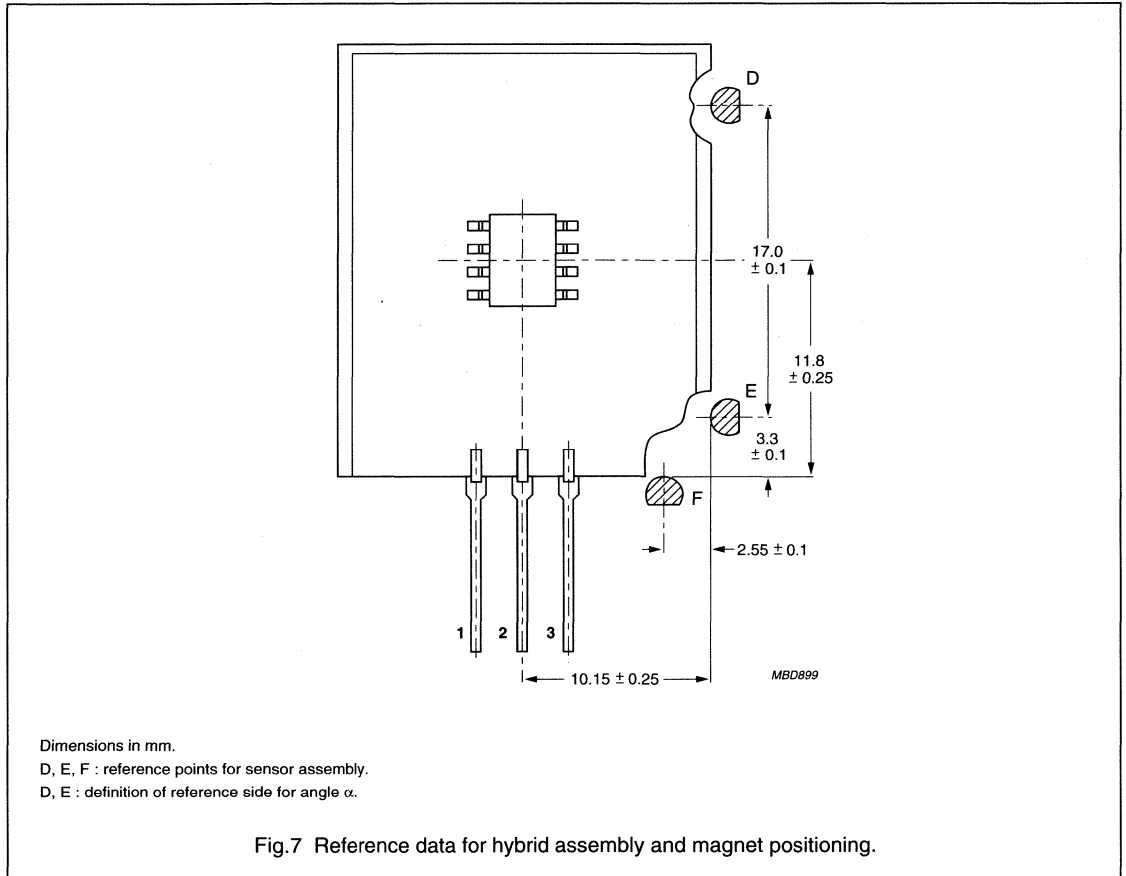 D
17.0
± 0.1
11.8
± 0.25
E
3.3
± 0.1
F
2.55 ± 0.1
1 2 3
10.15 ± 0.25
MBD899
Dimensions in mm.
D, E, F : reference points for sensor assembly.
D, E : definition of reference side for angle α.
Fig.7 Reference data for hybrid assembly and magnet positioning.